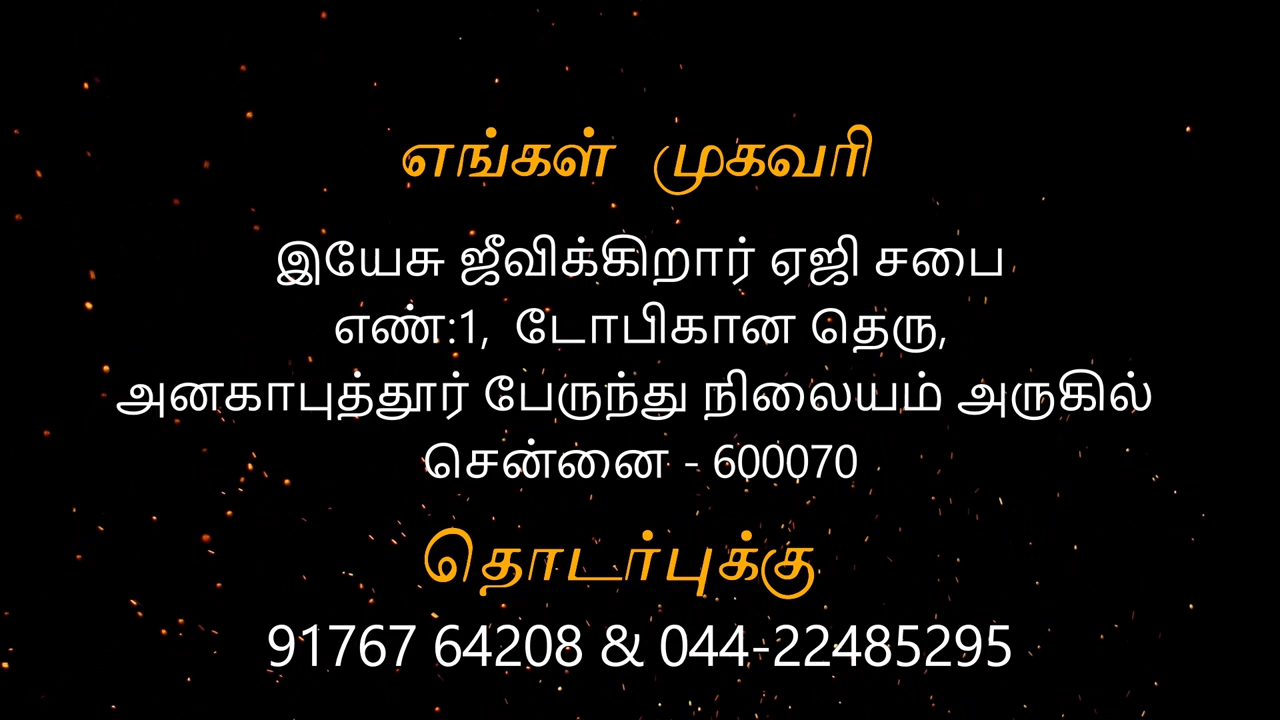 எங்கள் முகவரி
இயேசு ஜீவிக்கிறார் ஏஜி சபை
எண்:1, டோபிகான தெரு,
அனகாபுத்தூர் பேருந்து நிலையம் அருகில்
சென்னை - 600070
தொடர்புக்கு
91767 64208 & 044-22485295